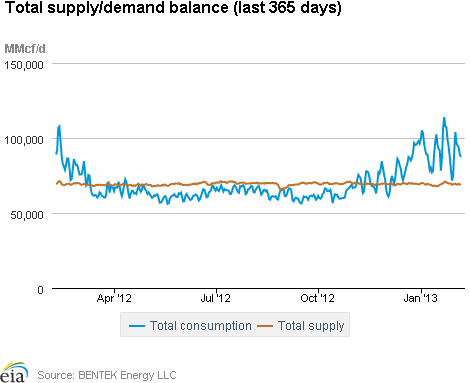 Total supply/demand balance (last 365 days)
MMcf/d
150,000
100,000
50,000
0
Apr '12 Jul '12 Oct '12 Jan '13
Total consumption Total supply
eia Source: BENTEK Energy LLC